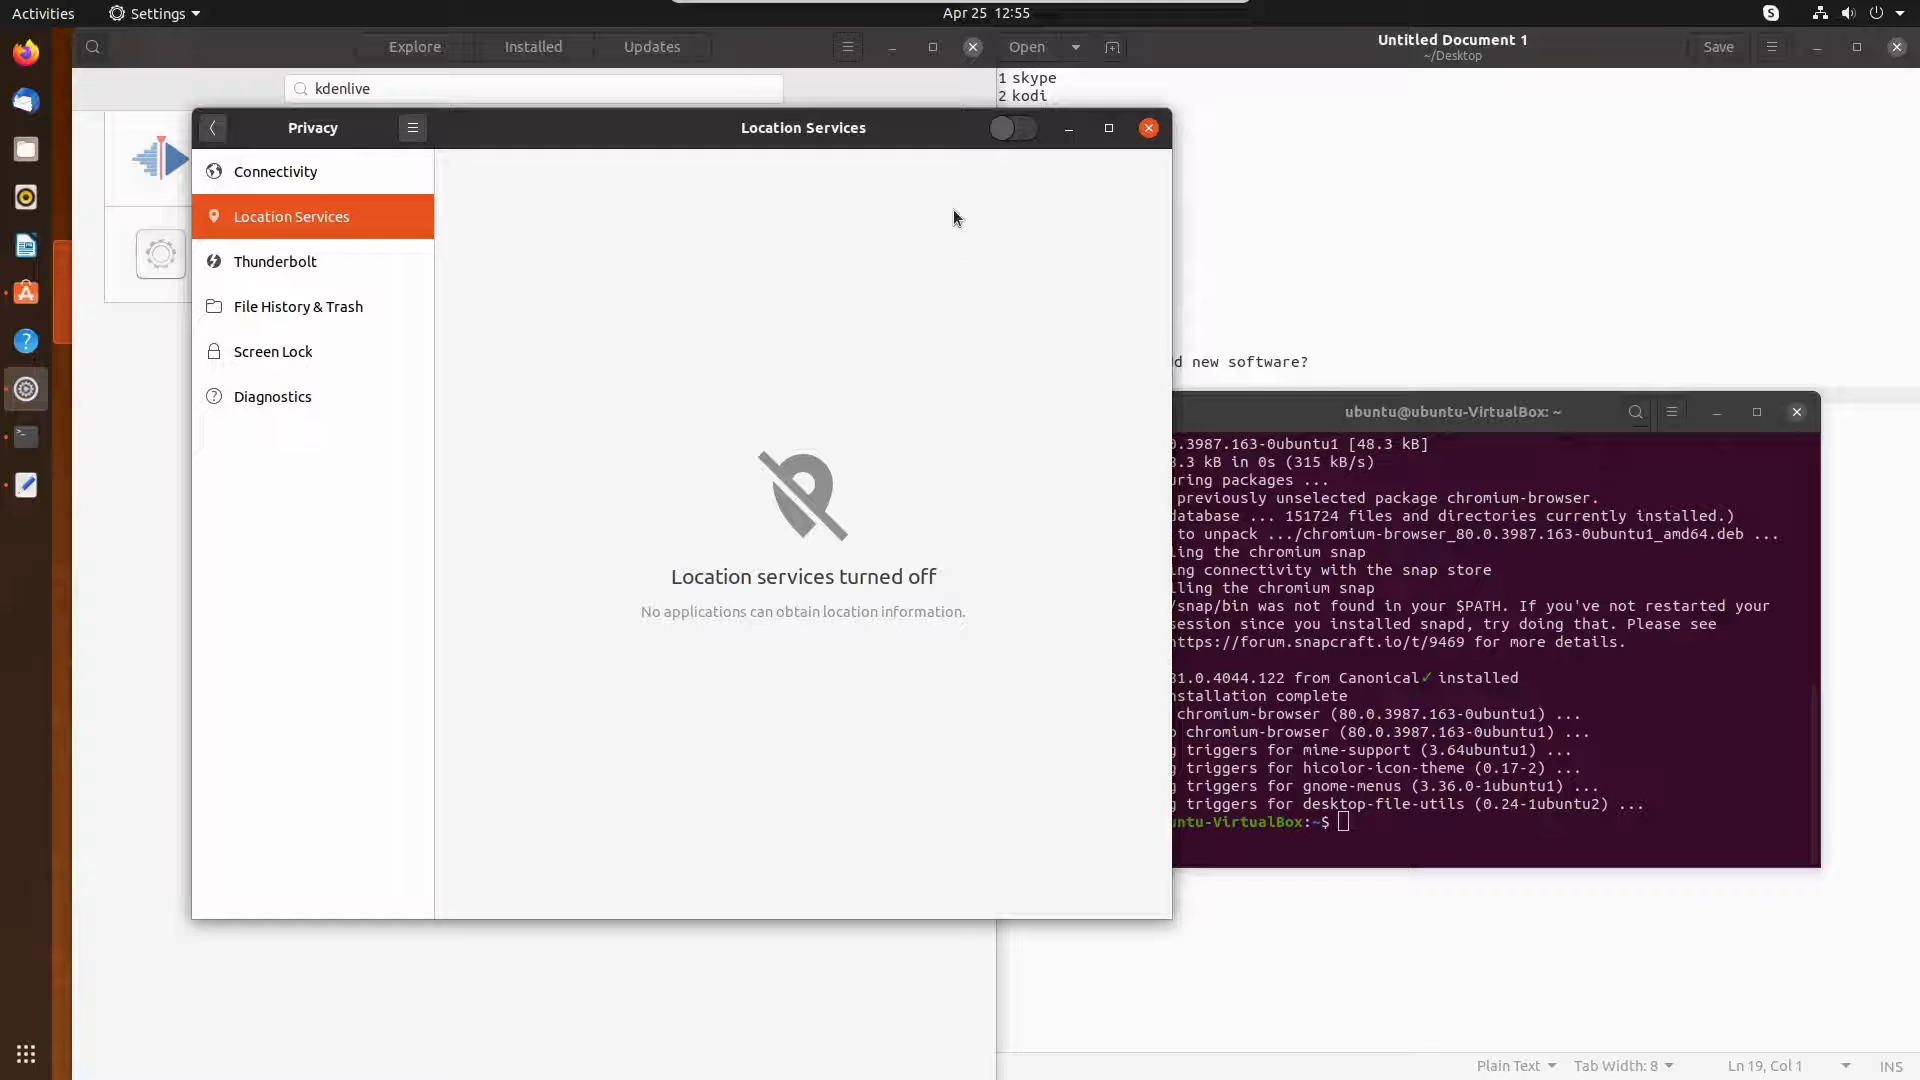 Activities
Settings
Apr 25 12:55
Explore
Installed
Updates
Open
Untitled Document 1
~/Desktop
Save
kdenlive
1 skype
2 kodi
Privacy
Location Services
Connectivity
Location Services
Thunderbolt
File History & Trash
Screen Lock
Diagnostics
Location services turned off
No applications can obtain location information.
new software?
ubuntu@ubuntu-VirtualBox: ~
.3987.163-0ubuntu1 [48.3 kB]
.3 kB in 0s (315 kB/s)
uring packages ...
previously unselected package chromium-browser.
database ... 151724 files and directories currently installed.)
to unpack .../chromium-browser_80.0.3987.163-0ubuntu1_amd64.deb ...
ling the chromium snap
ng connectivity with the snap store
lling the chromium snap
/snap/bin was not found in your $PATH. If you've not restarted your
session since you installed snapd, try doing that. Please see
https://forum.snapcraft.io/t/9469 for more details.
81.0.4044.122 from Canonical✓ installed
nstallation complete
chromium-browser (80.0.3987.163-0ubuntu1) ...
chromium-browser (80.0.3987.163-0ubuntu1) ...
triggers for mime-support (3.64ubuntu1) ...
triggers for hicolor-icon-theme (0.17-2) ...
triggers for gnome-menus (3.36.0-1ubuntu1) ...
triggers for desktop-file-utils (0.24-1ubuntu2) ...
untu-VirtualBox:~$
Plain Text
Tab Width: 8
Ln 19, Col 1
INS